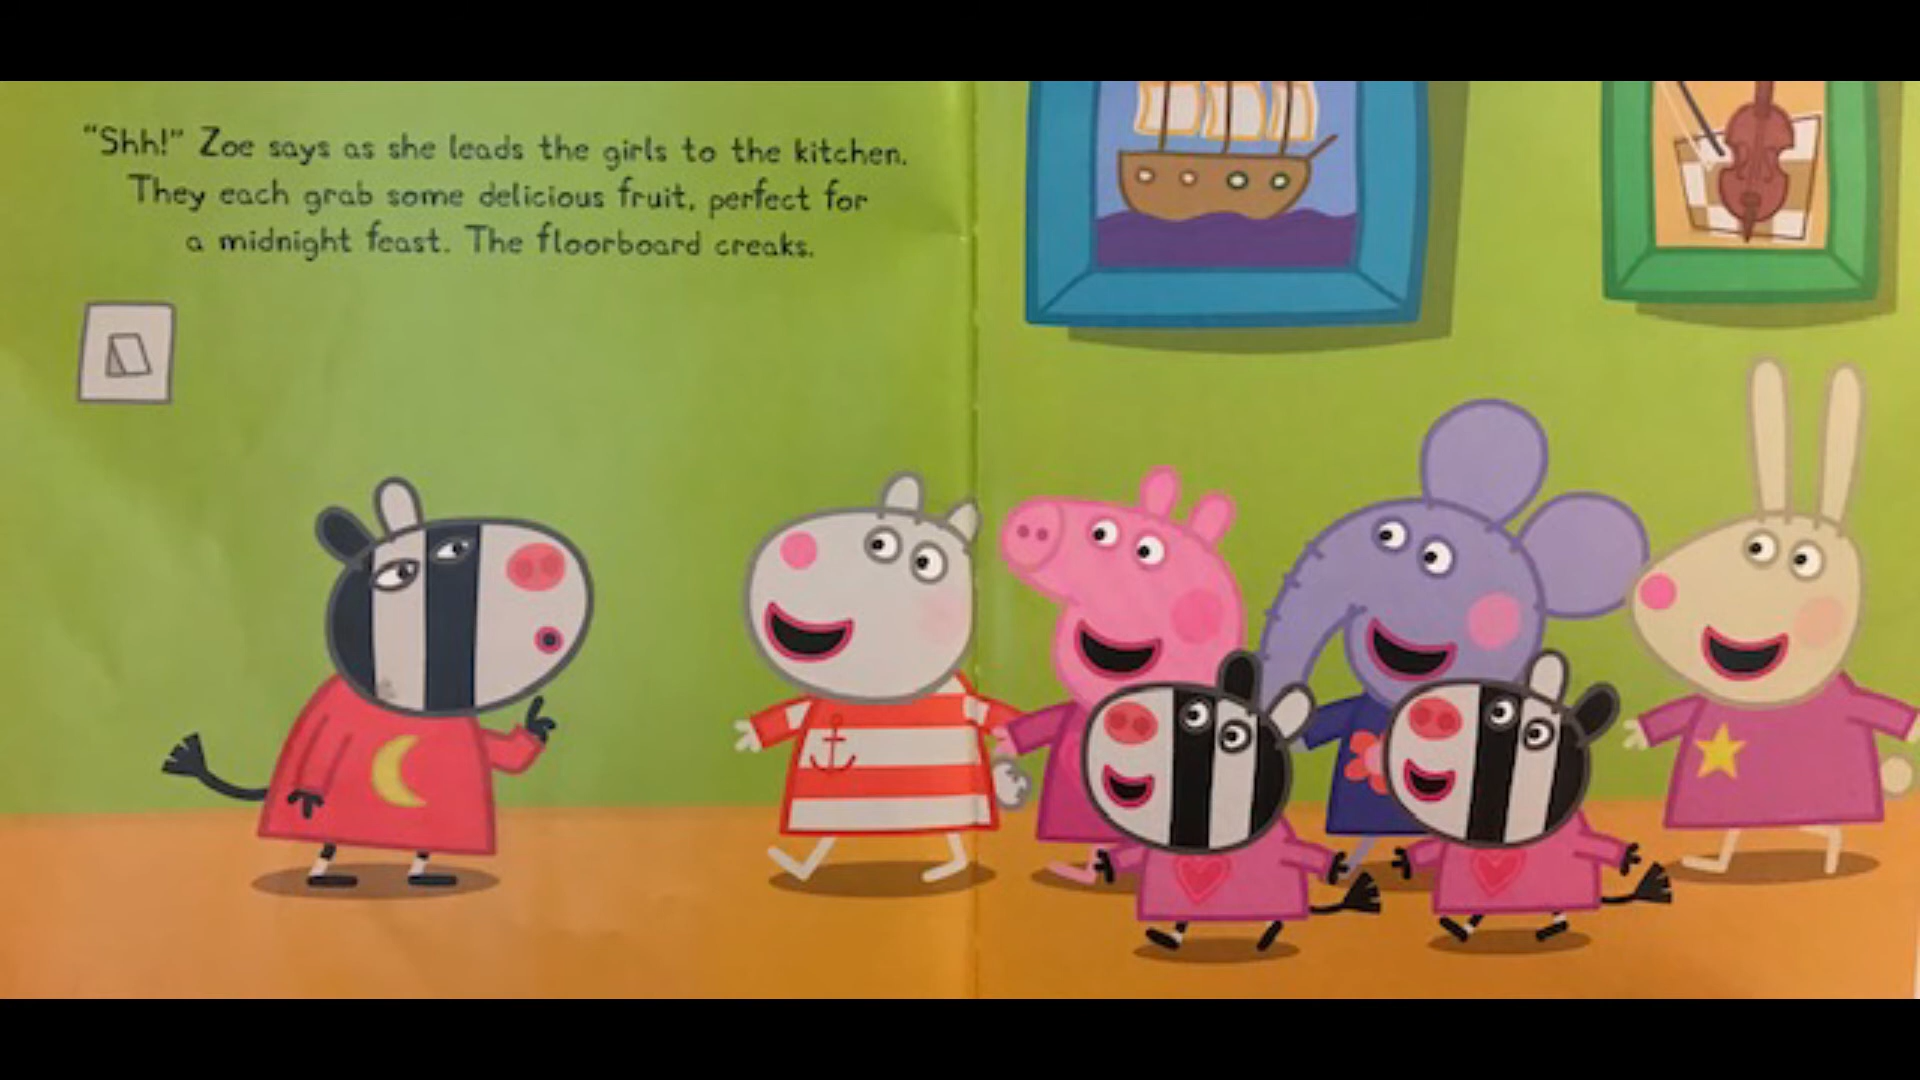 “Shh!” Zoe says as she leads the girls to the kitchen.
They each grab some delicious fruit, perfect for
a midnight feast. The floorboard creaks.